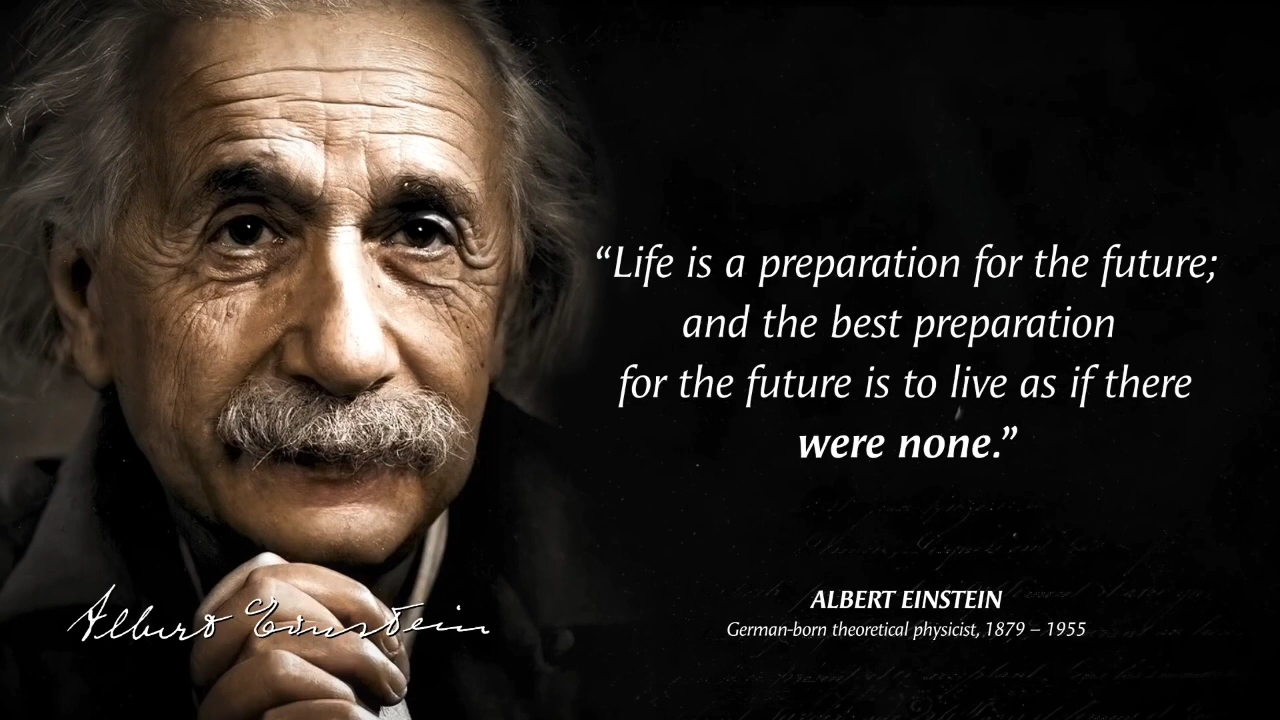 “Life is a preparation for the future;
and the best preparation
for the future is to live as if there
were none.”
Albert Einstein
ALBERT EINSTEIN
German-born theoretical physicist, 1879 – 1955